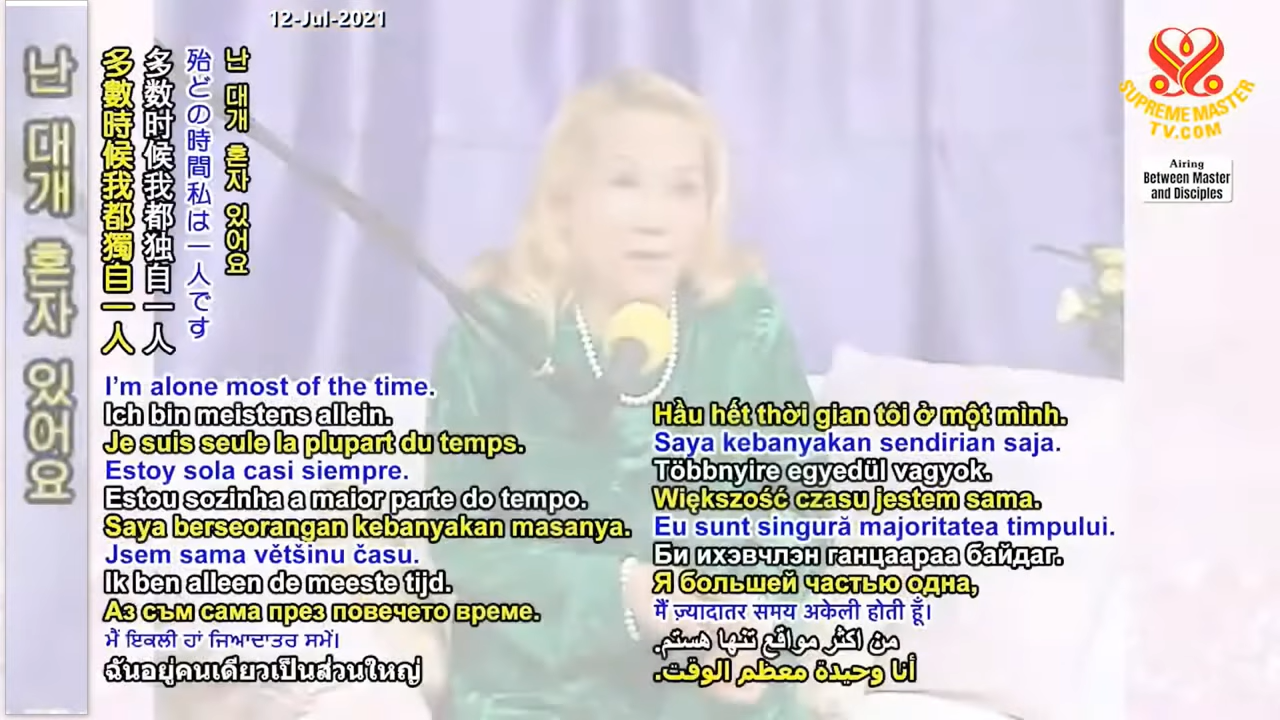 12-Jul-2021
난 대개 혼자 있어요
多數時候我都獨自一人
多数时候我都独自一人
殆どの時間私は一人です
난 대개 혼자 있어요
SUPREME MASTER
TV.COM
Airing
Between Master
and Disciples
I'm alone most of the time.
Ich bin meistens allein.
Je suis seule la plupart du temps.
Estoy sola casi siempre.
Estou sozinha a maior parte do tempo.
Saya berseorangan kebanyakan masanya.
Jsem sama většinu času.
Ik ben alleen de meeste tijd.
Аз съм сама през повечето време.
ਮੈਂ ਇਕਲੀ ਹਾਂ ਜਿਆਦਾਤਰ ਸਮੇਂ।
ฉันอยู่คนเดียวเป็นส่วนใหญ่
Hầu hết thời gian tôi ở một mình.
Saya kebanyakan sendirian saja.
Többnyire egyedül vagyok.
Większość czasu jestem sama.
Eu sunt singură majoritatea timpului.
Би ихэвчлэн ганцаараа байдаг.
Я большей частью одна,
मैं ज़्यादातर समय अकेली होती हूँ।
من اکثر مواقع تنها هستم.
أنا وحيدة معظم الوقت.